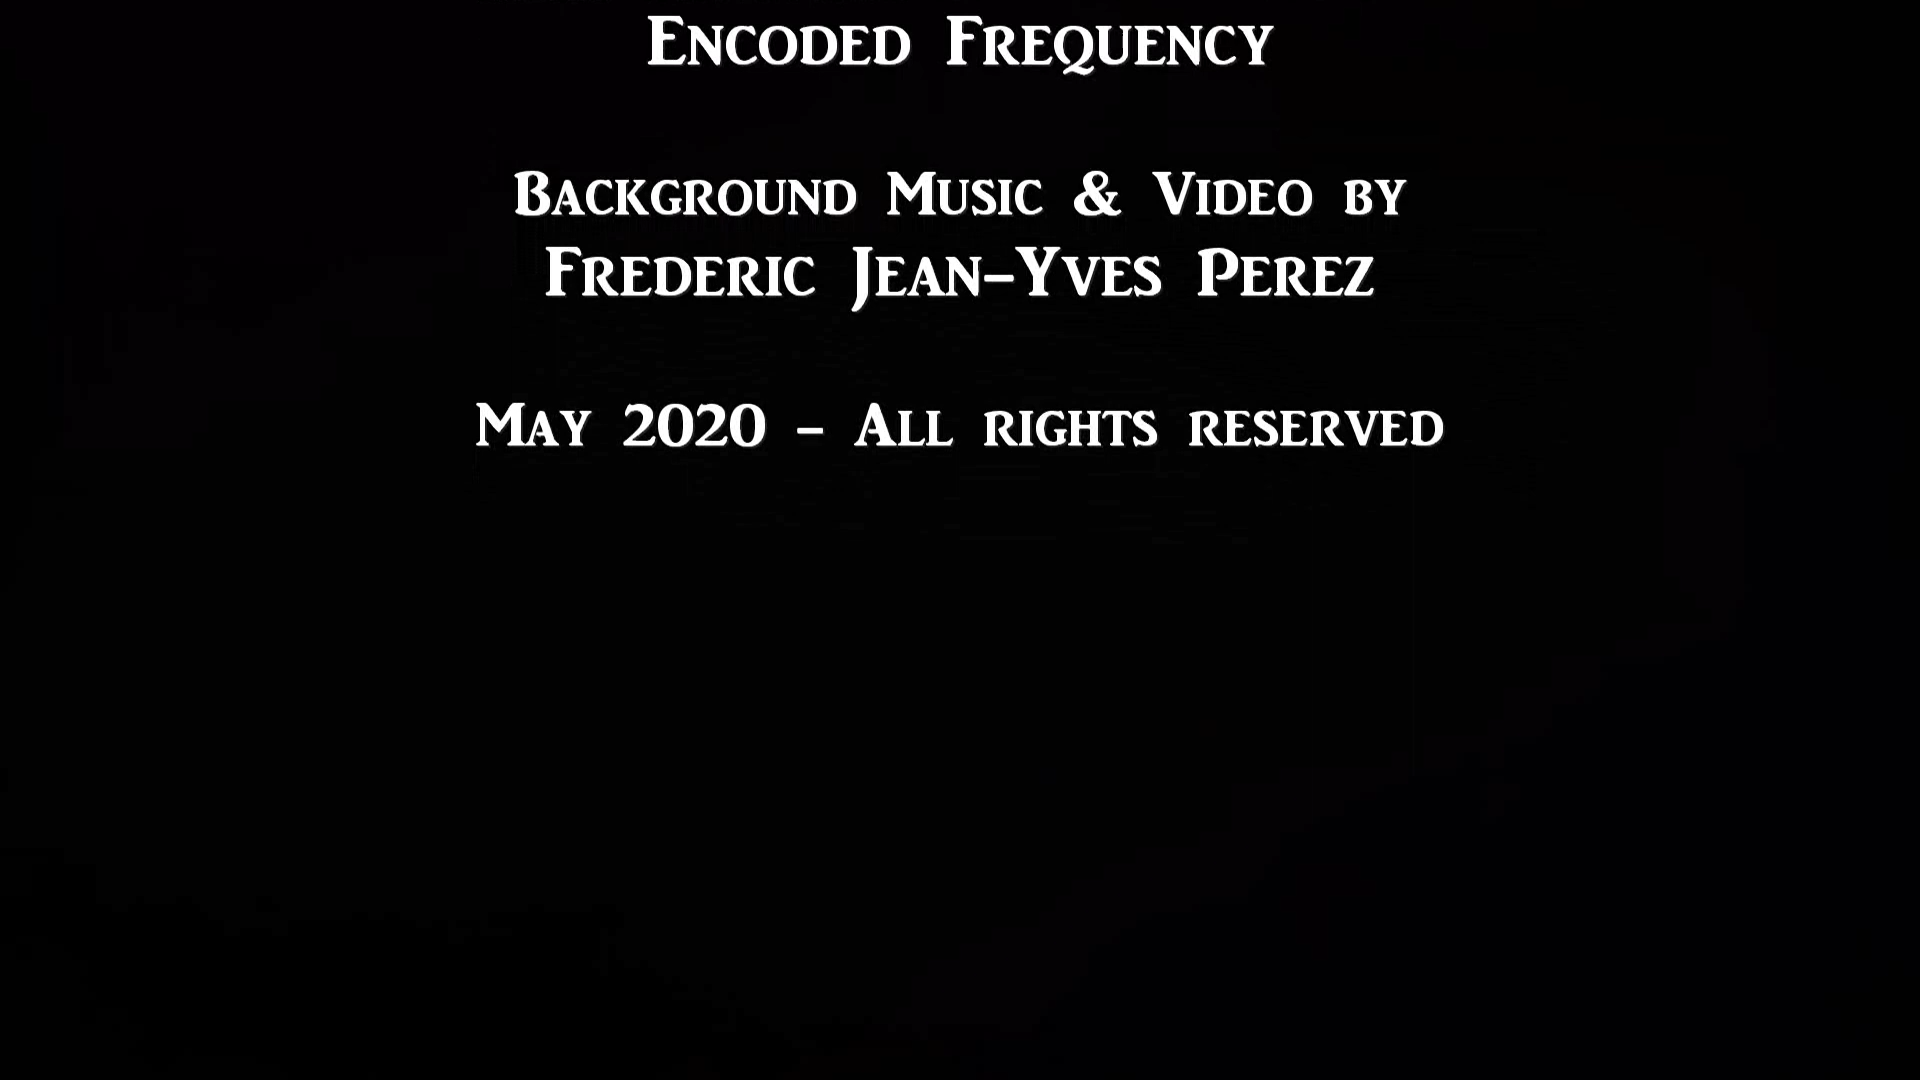 Encoded Frequency
Background Music & Video by
Frederic Jean-Yves Perez
May 2020 - All rights reserved